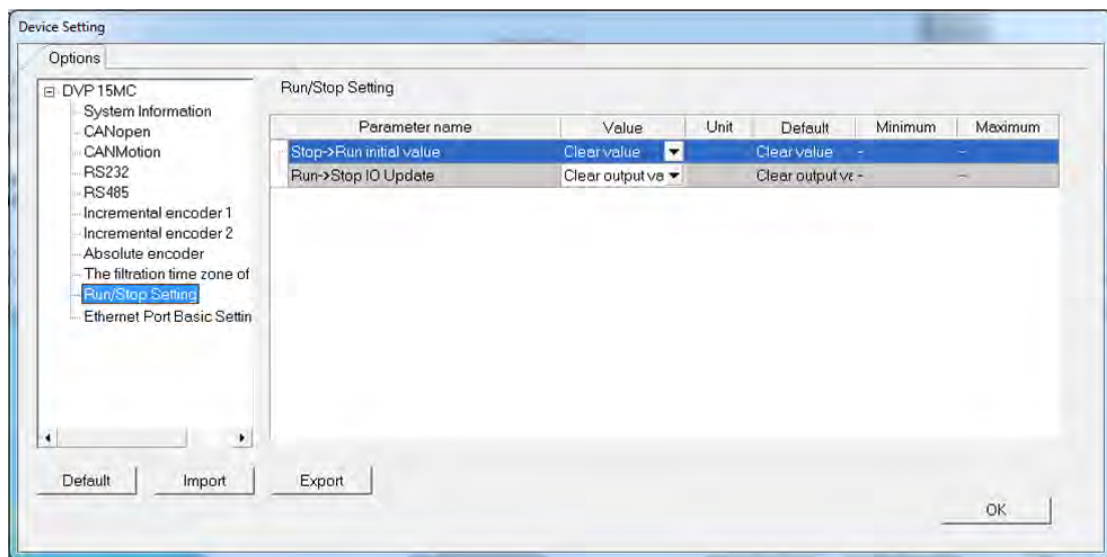 Device Setting
Options
DVP 15MC
System Information
CANopen
CANMotion
RS232
RS485
Incremental encoder 1
Incremental encoder 2
Absolute encoder
The filtration time zone of
Run/Stop Setting
Ethernet Port Basic Settin
Run/Stop Setting
Parameter name Value Unit Default Minimum Maximum
Stop->Run initial value Clear value Clear value - -
Run->Stop IO Update Clear output va Clear output ve - -
Default Import Export
OK